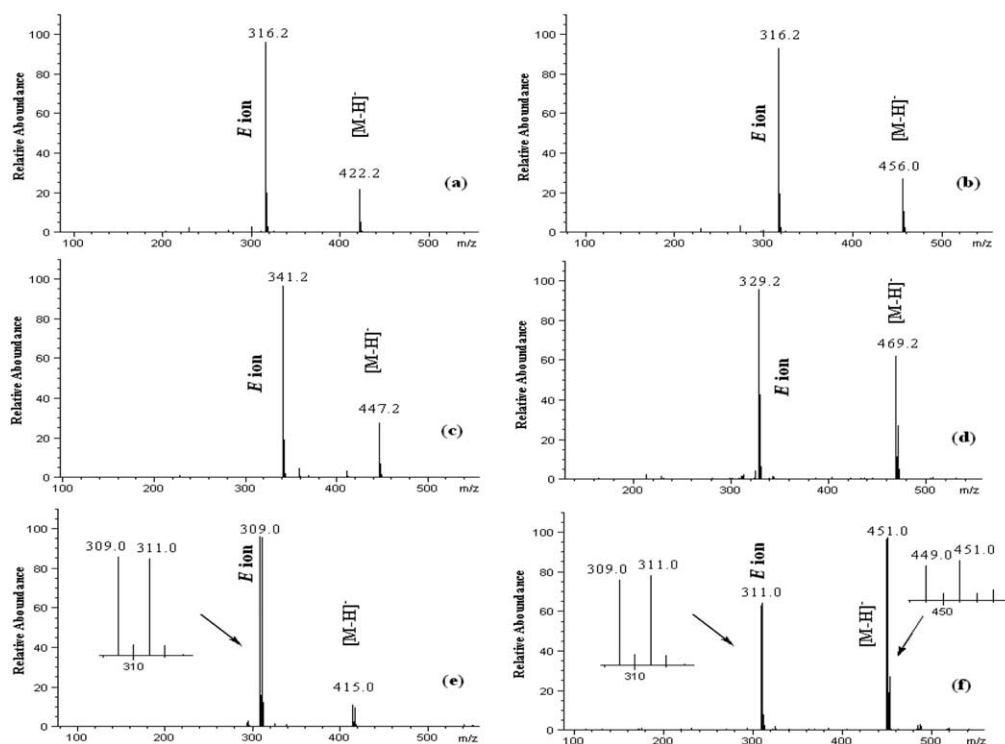 316.2
100
[M-H]-
80
E ion
60
Relative Aboundance
40
422.2
(a)
20
0
100 200 300 400 500 m/z
316.2
100
[M-H]-
80
E ion
60
Relative Aboundance
40
456.0
(b)
20
0
100 200 300 400 500 m/z
341.2
100
80
[M-H]-
60
E ion
Relative Aboundance
40
447.2
20
(c)
0
100 200 300 400 500 m/z
329.2
100
[M-H]-
80
469.2
60
E ion
Relative Aboundance
40
(d)
20
0
200 300 400 500 m/z
309.0
100
309.0 311.0
E ion
80
60
[M-H]-
Relative Aboundance
310
40
20
415.0
(e)
0
100 200 300 400 500 m/z
451.0
100
E ion
449.0 451.0
309.0 311.0
80
311.0
[M-H]-
450
60
Relative Aboundance
310
40
20
(f)
0
100 200 300 400 500 m/z